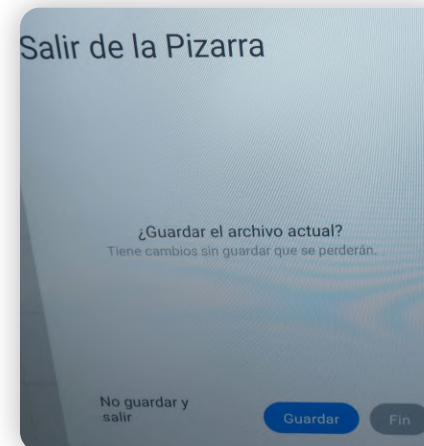 Salir de la Pizarra
¿Guardar el archivo actual?
Tiene cambios sin guardar que se perderán.
No guardar y
salir
Guardar
Fin